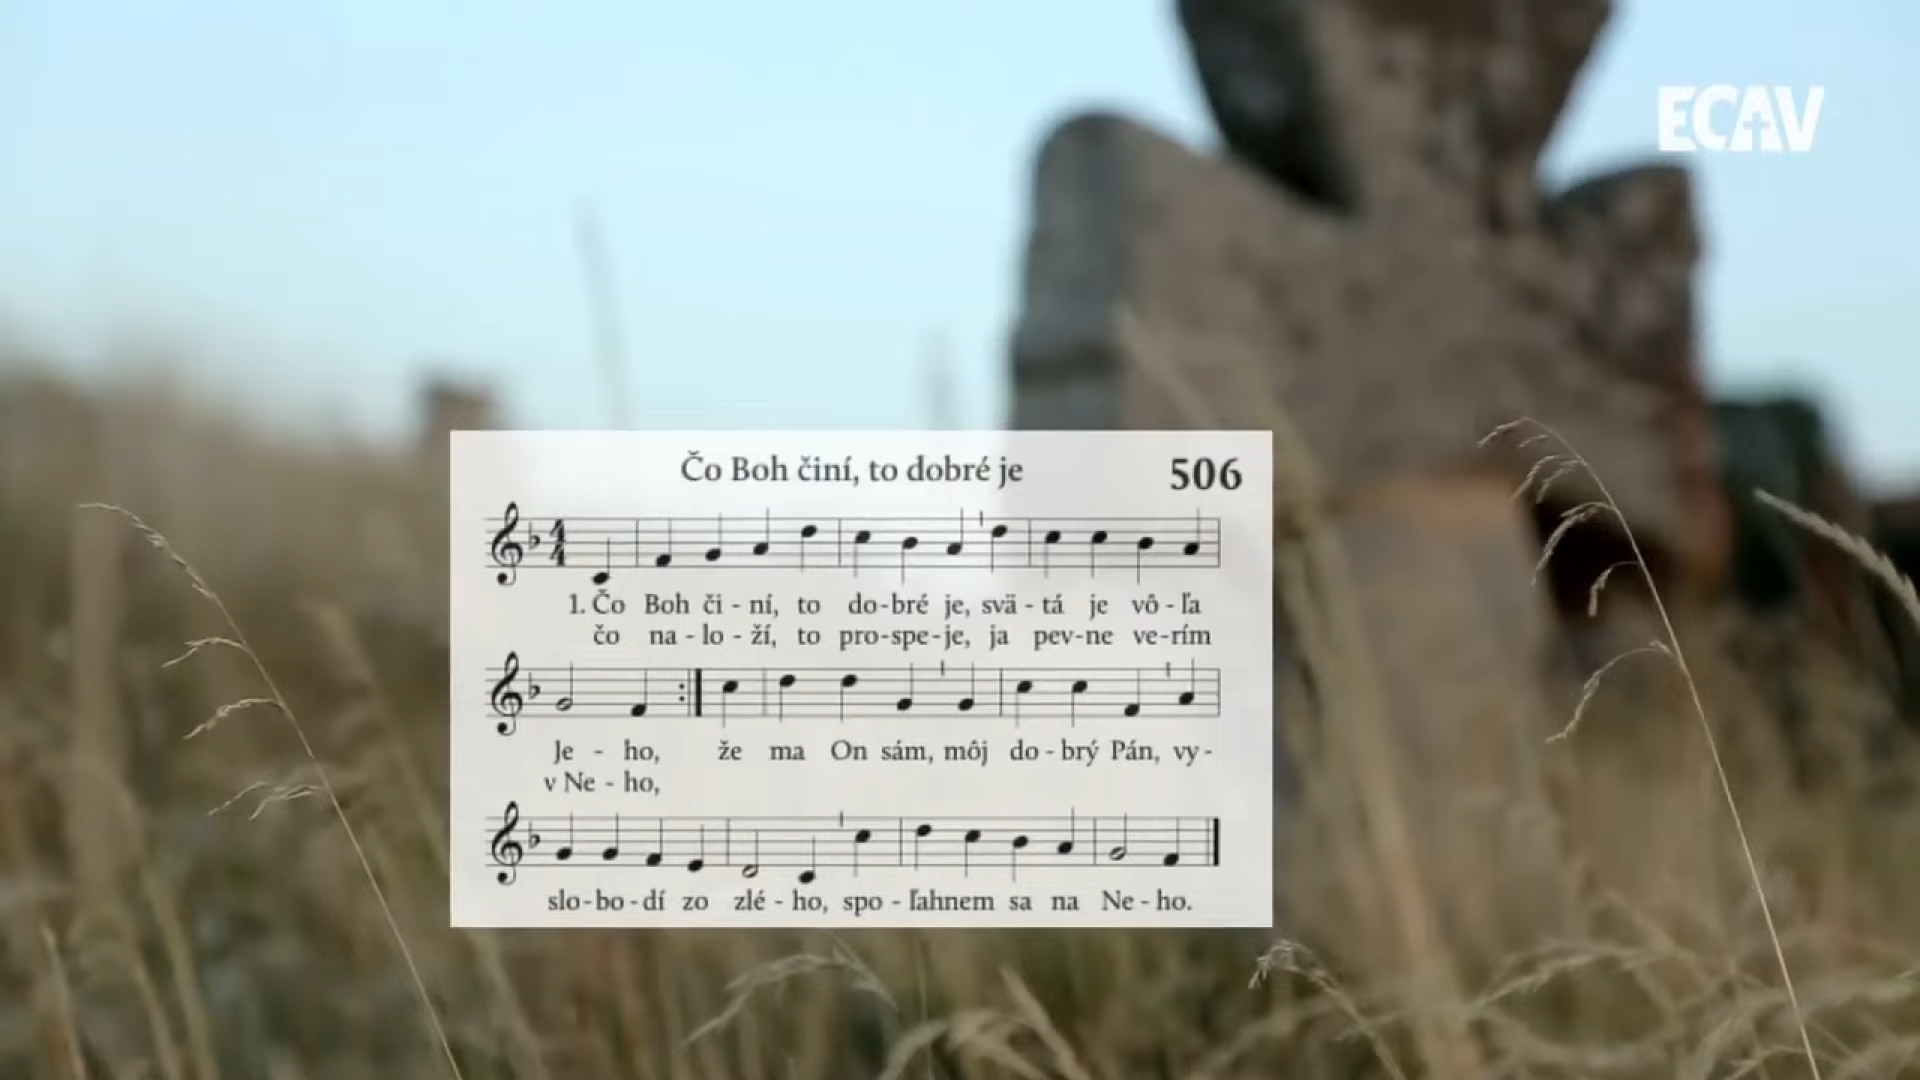 ECAV
Čo Boh činí, to dobré je 506
1. Čo Boh či - ní, to do - bré je, svä - tá je vô - ľa
čo na - lo - ží, to pro - spe - je, ja pev - ne ve - rím
Je - ho, že ma On sám, môj do - brý Pán, vy -
v Ne - ho,
slo - bo - dí zo zlé - ho, spo - ľahnem sa na Ne - ho.